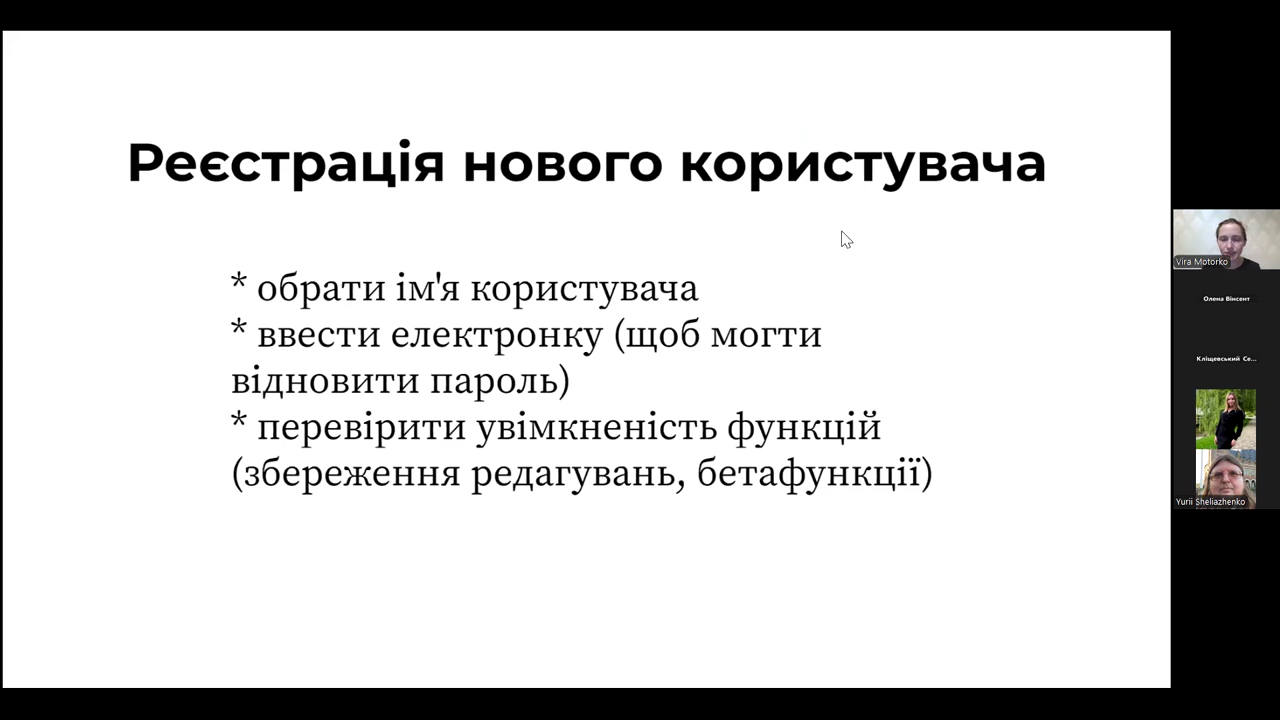 Реєстрація нового користувача
* обрати ім'я користувача
* ввести електронку (щоб могти
відновити пароль)
* перевірити увімкненість функцій
(збереження редагувань, бетафункції)
Vira Motorko
Олена Вінсент
Кліщевський Се...
Yurii Sheliazhenko